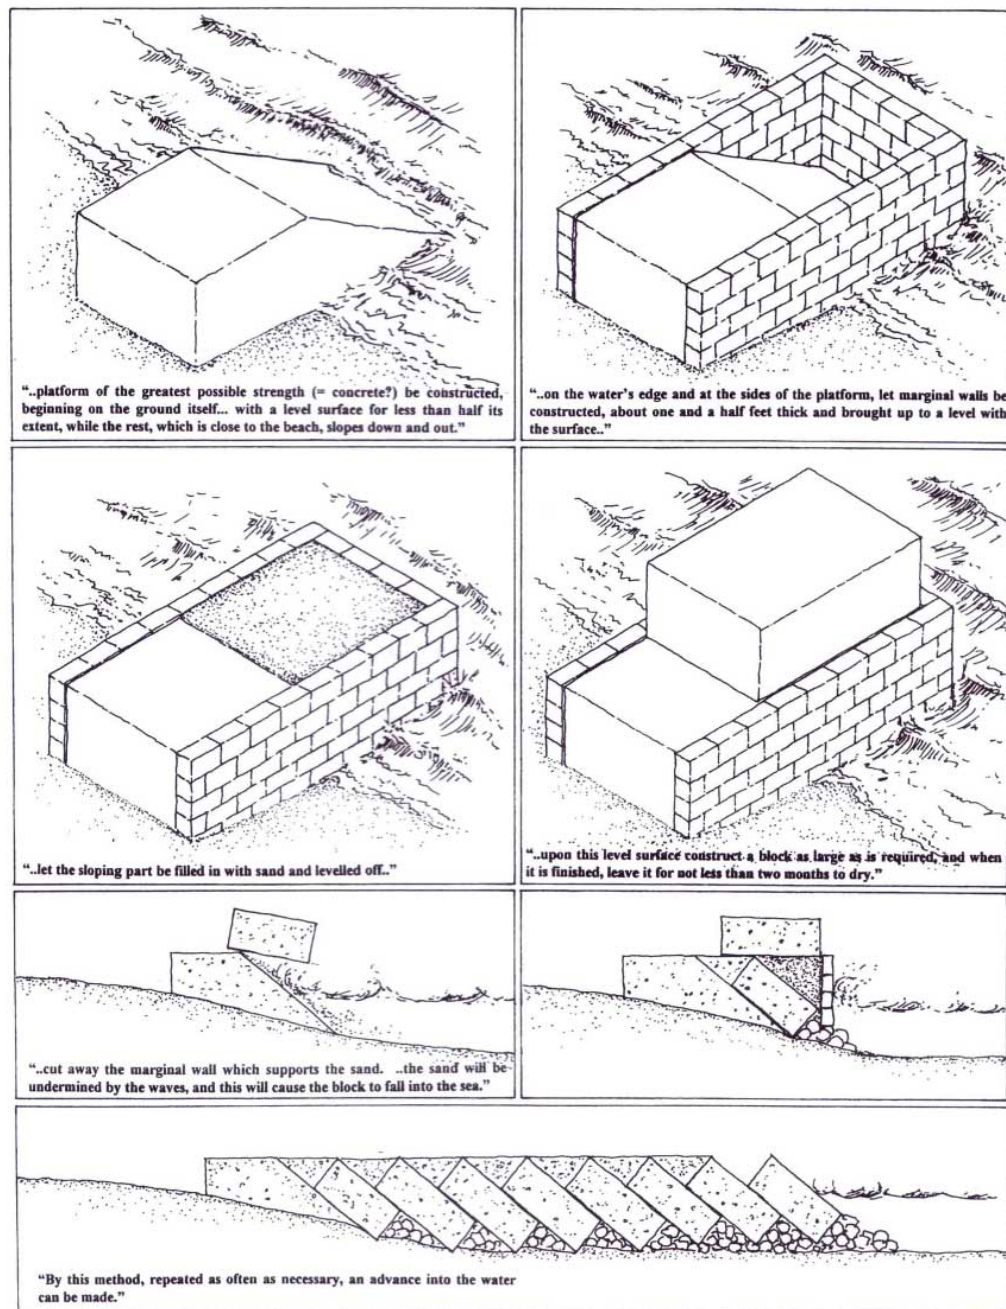 “..platform of the greatest possible strength (= concrete?) be constructed,
beginning on the ground itself... with a level surface for less than half its
extent, while the rest, which is close to the beach, slopes down and out.”
“..on the water’s edge and at the sides of the platform, let marginal walls be
constructed, about one and a half feet thick and brought up to a level with
the surface..”
“..let the sloping part be filled in with sand and levelled off..”
“..upon this level surface construct a block as large as is required, and when
it is finished, leave it for not less than two months to dry.”
“..cut away the marginal wall which supports the sand. ..the sand will be
undermined by the waves, and this will cause the block to fall into the sea.”
“By this method, repeated as often as necessary, an advance into the water
can be made.”